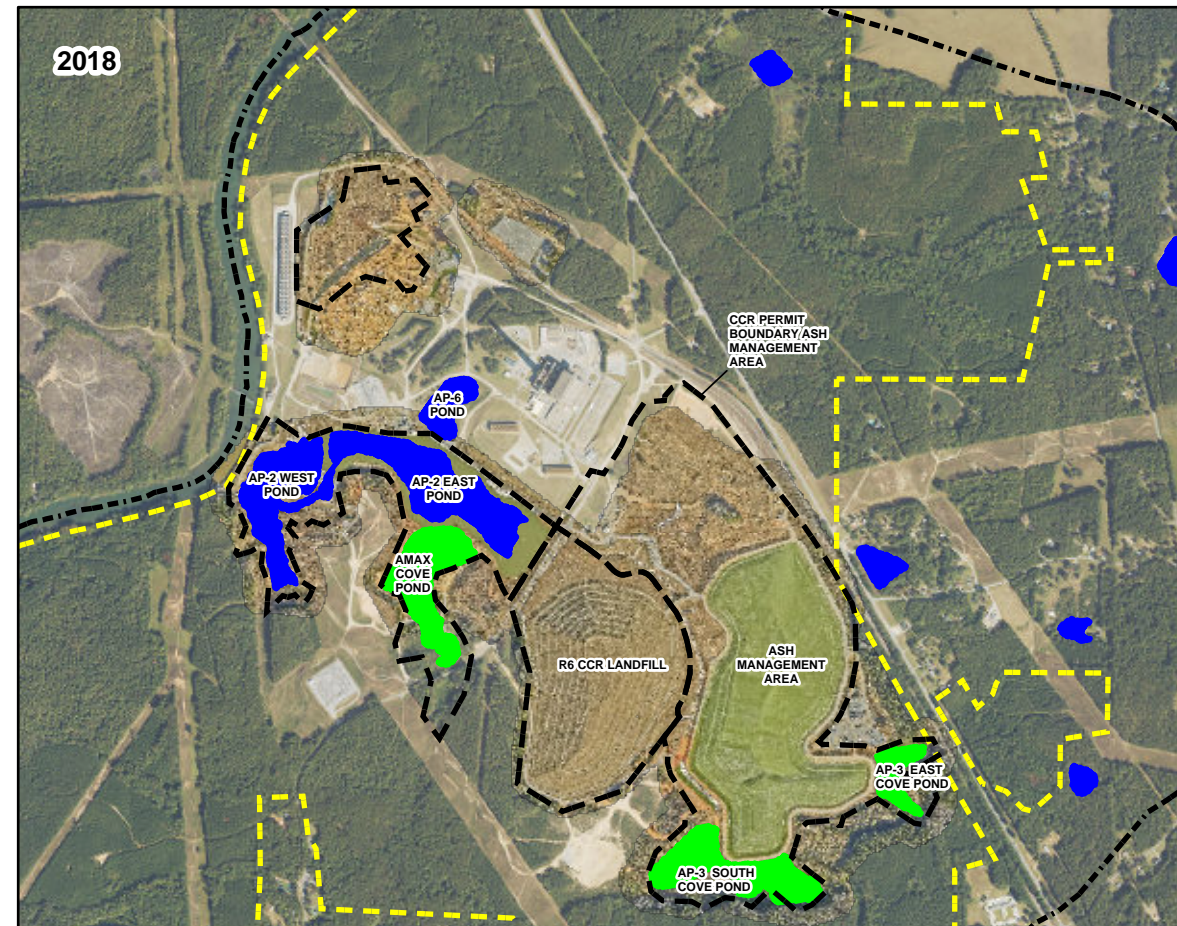 2018
CCR PERMIT
BOUNDARY ASH
MANAGEMENT
AREA
AP-6
POND
AP-2 WEST
POND
AP-2 EAST
POND
AMAX
COVE
POND
R6 CCR LANDFILL
ASH
MANAGEMENT
AREA
AP-3 EAST
COVE POND
AP-3 SOUTH
COVE POND